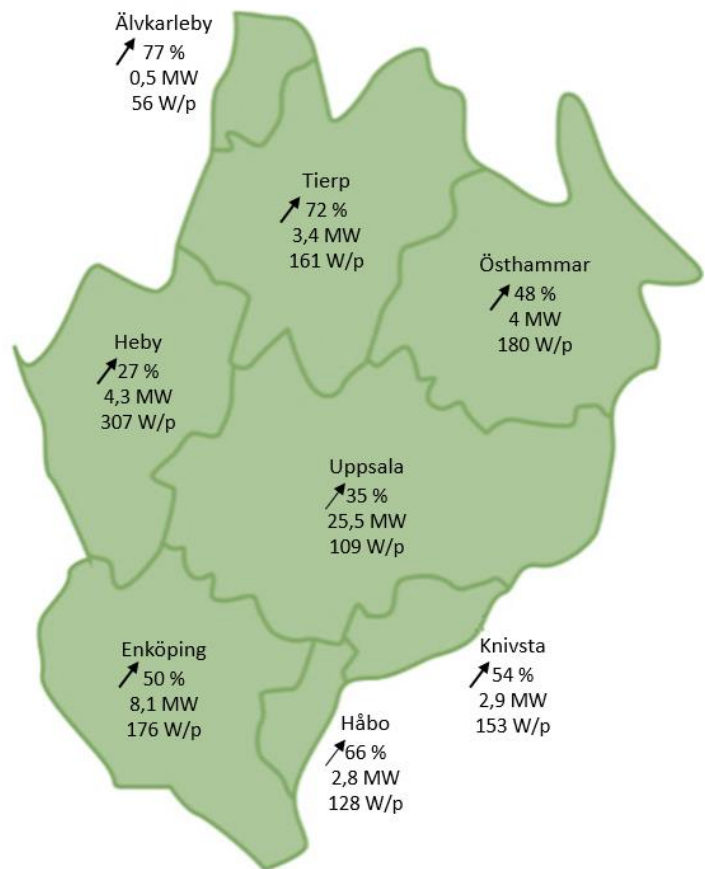 Älvkarleby
77 %
0,5 MW
56 W/p
Tierp
72 %
3,4 MW
161 W/p
Östhammar
48 %
4 MW
180 W/p
Heby
27 %
4,3 MW
307 W/p
Uppsala
35 %
25,5 MW
109 W/p
Enköping
50 %
8,1 MW
176 W/p
Knivsta
54 %
2,9 MW
153 W/p
Håbo
66 %
2,8 MW
128 W/p